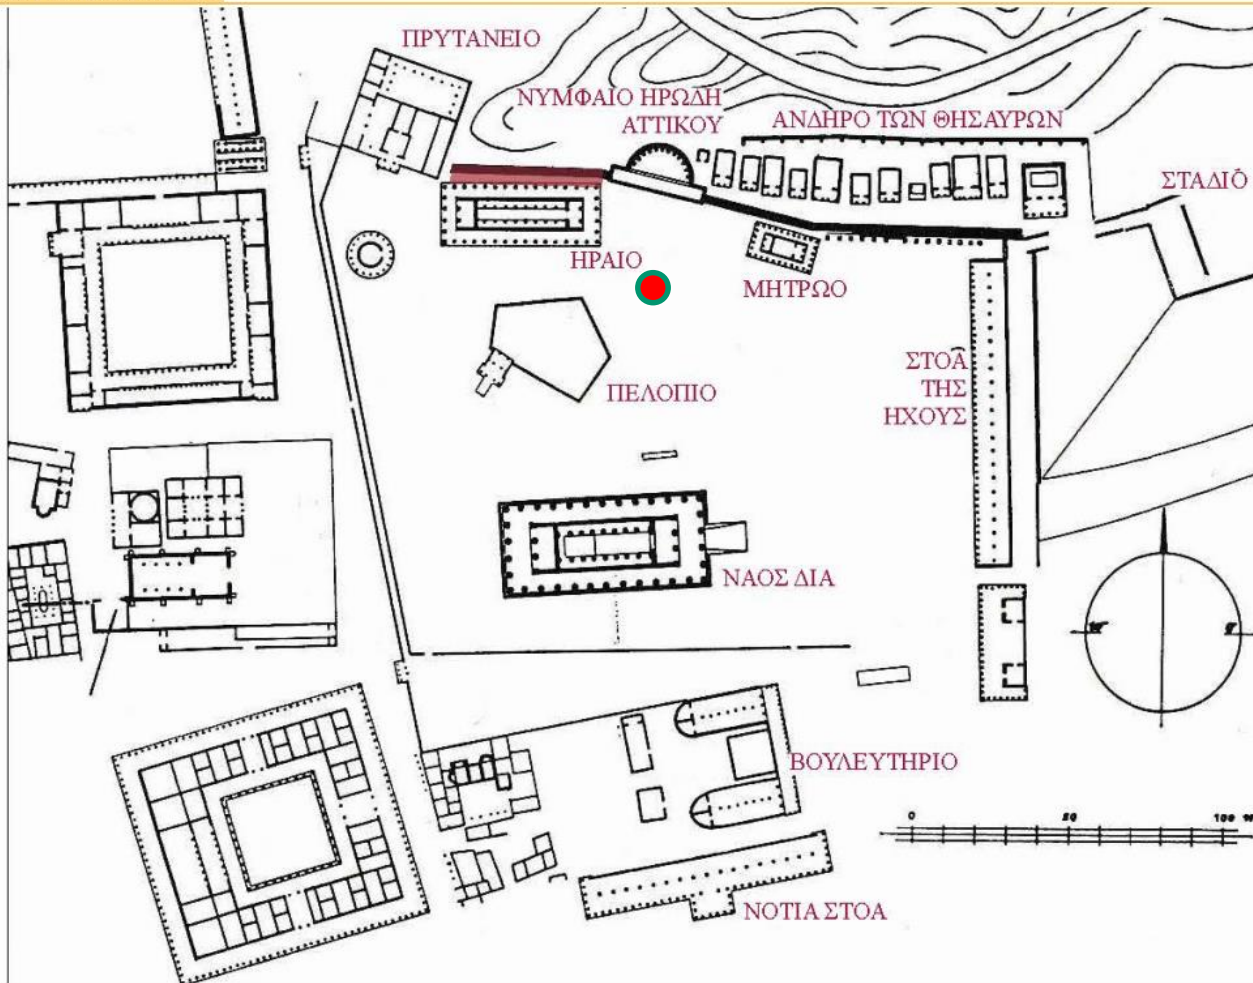 ΠΡΥΤΑΝΕΙΟ
ΝΥΜΦΑΙΟ ΗΡΩΔΗ
ΑΤΤΙΚΟΥ
ΑΝΔΗΡΟ ΤΩΝ ΘΗΣΑΥΡΩΝ
ΣΤΑΔΙΟ
ΗΡΑΙΟ
ΜΗΤΡΩΟ
ΣΤΟΑ
ΤΗΣ
ΗΧΟΥΣ
ΠΕΛΟΠΙΟ
ΝΑΟΣ ΔΙΑ
ΒΟΥΛΕΥΤΗΡΙΟ
0 50 100
ΝΟΤΙΑ ΣΤΟΑ